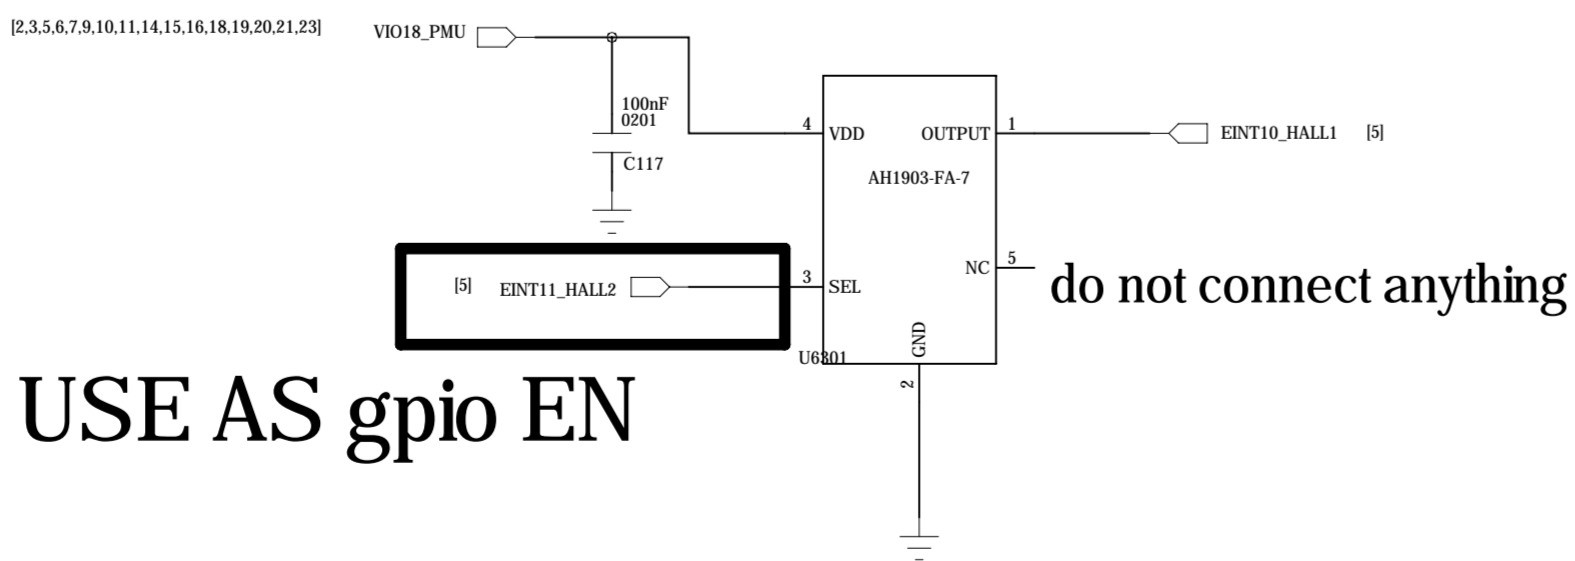 [2,3,5,6,7,9,10,11,14,15,16,18,19,20,21,23]
VIO18_PMU
100nF
0201
C117
4
VDD
OUTPUT
1
EINT10_HALL1
[5]
AH1903-FA-7
[5]
EINT11_HALL2
3
SEL
NC
5
do not connect anything
GND
U6301
2
USE AS gpio EN